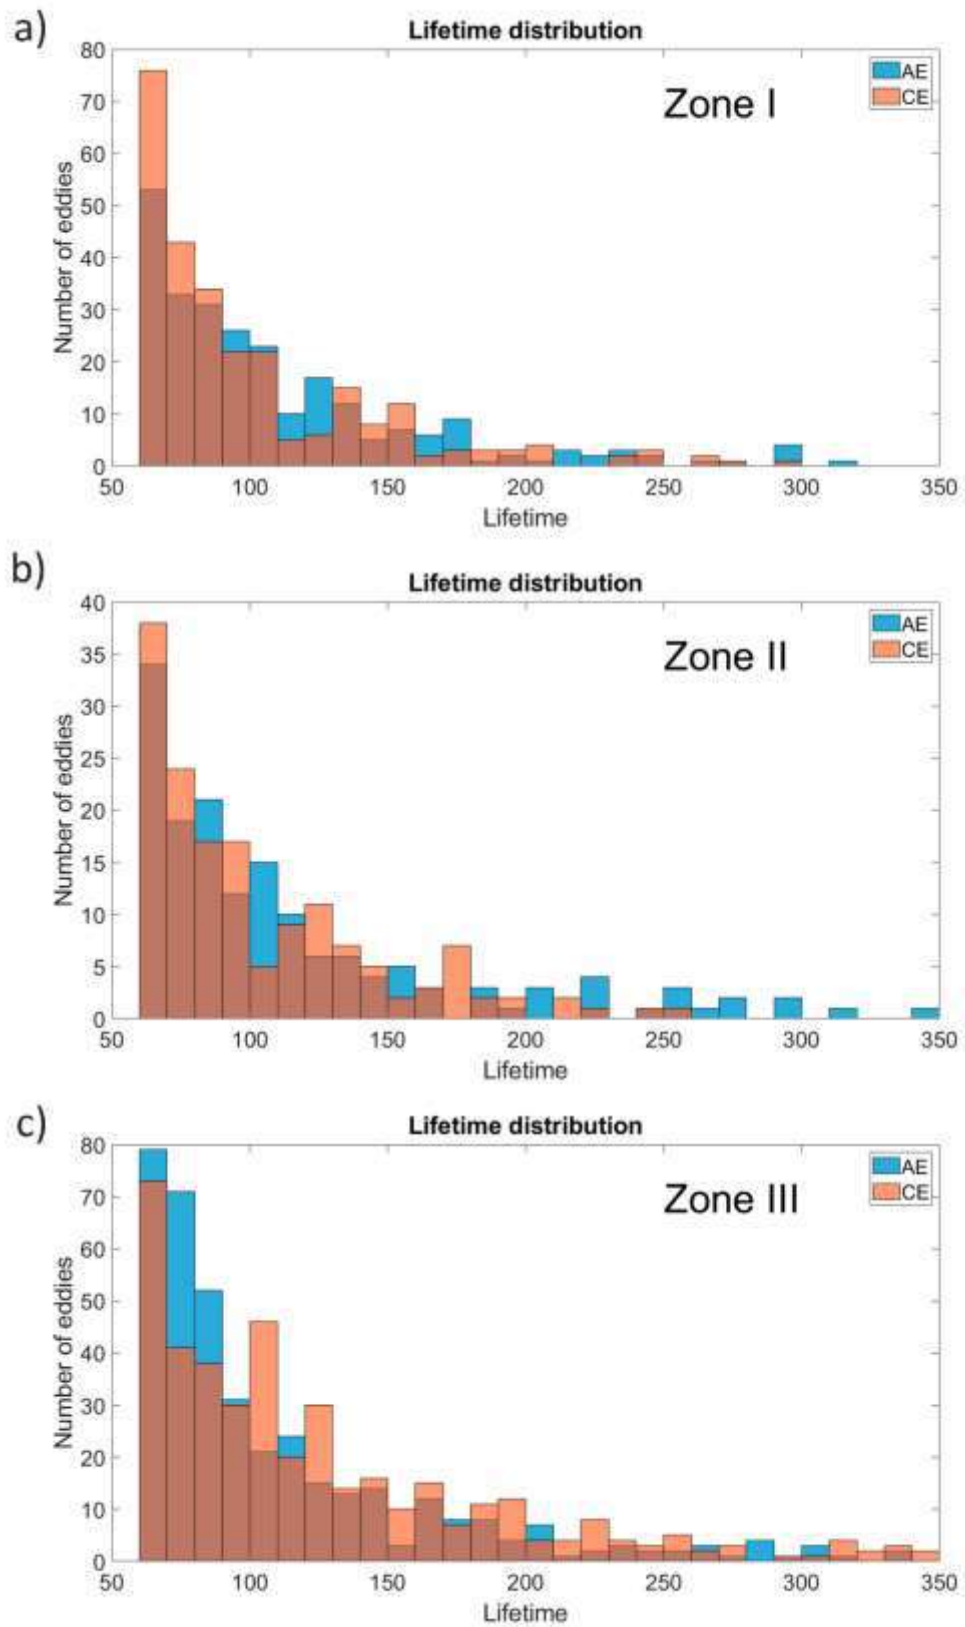 a)
Lifetime distribution
80
70
60
50
40
30
20
10
0
Number of eddies
Zone I
AE
CE
50 100 150 200 250 300 350
Lifetime
b)
Lifetime distribution
40
35
30
25
20
15
10
5
0
Number of eddies
Zone II
AE
CE
50 100 150 200 250 300 350
Lifetime
c)
Lifetime distribution
80
70
60
50
40
30
20
10
0
Number of eddies
Zone III
AE
CE
50 100 150 200 250 300 350
Lifetime